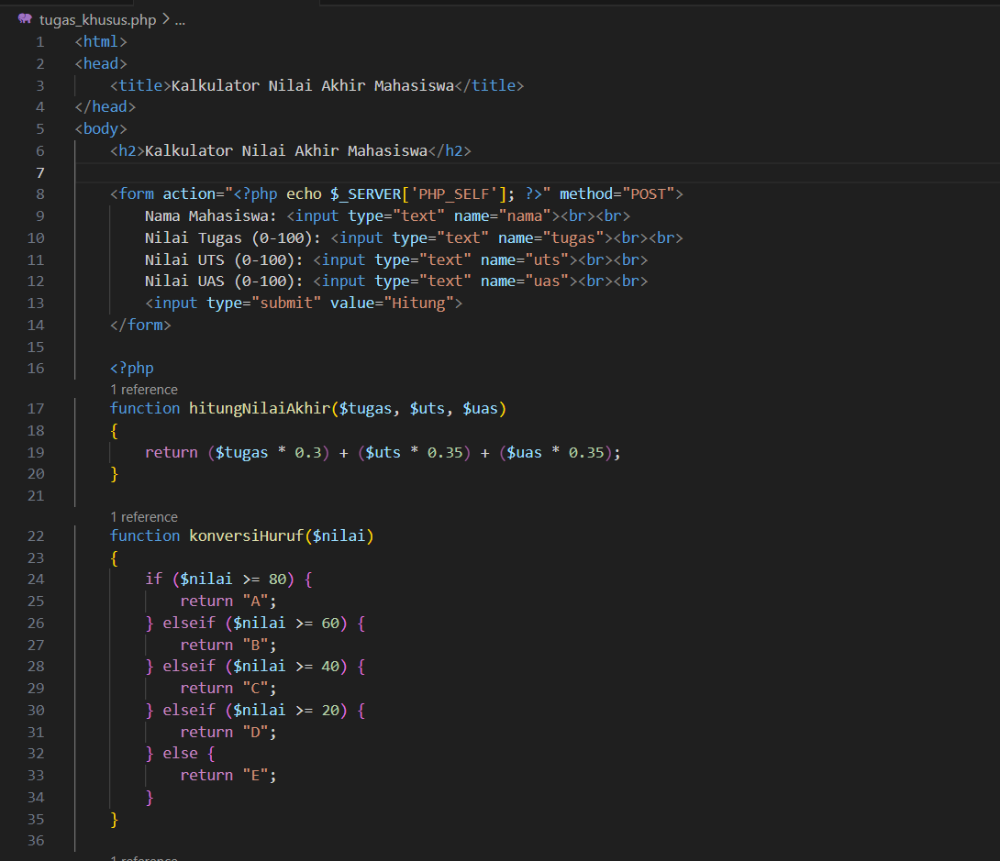 tugas_khusus.php > ...
1 <html>
2 <head>
3 <title>Kalkulator Nilai Akhir Mahasiswa</title>
4 </head>
5 <body>
6 <h2>Kalkulator Nilai Akhir Mahasiswa</h2>
7
8 <form action="<?php echo $_SERVER['PHP_SELF']; ?>" method="POST">
9 Nama Mahasiswa: <input type="text" name="nama"><br><br>
10 Nilai Tugas (0-100): <input type="text" name="tugas"><br><br>
11 Nilai UTS (0-100): <input type="text" name="uts"><br><br>
12 Nilai UAS (0-100): <input type="text" name="uas"><br><br>
13 <input type="submit" value="Hitung">
14 </form>
15
16 <?php
1 reference
17 function hitungNilaiAkhir($tugas, $uts, $uas)
18 {
19 return ($tugas * 0.3) + ($uts * 0.35) + ($uas * 0.35);
20 }
21
1 reference
22 function konversiHuruf($nilai)
23 {
24 if ($nilai >= 80) {
25 return "A";
26 } elseif ($nilai >= 60) {
27 return "B";
28 } elseif ($nilai >= 40) {
29 return "C";
30 } elseif ($nilai >= 20) {
31 return "D";
32 } else {
33 return "E";
34 }
35 }
36
1 reference